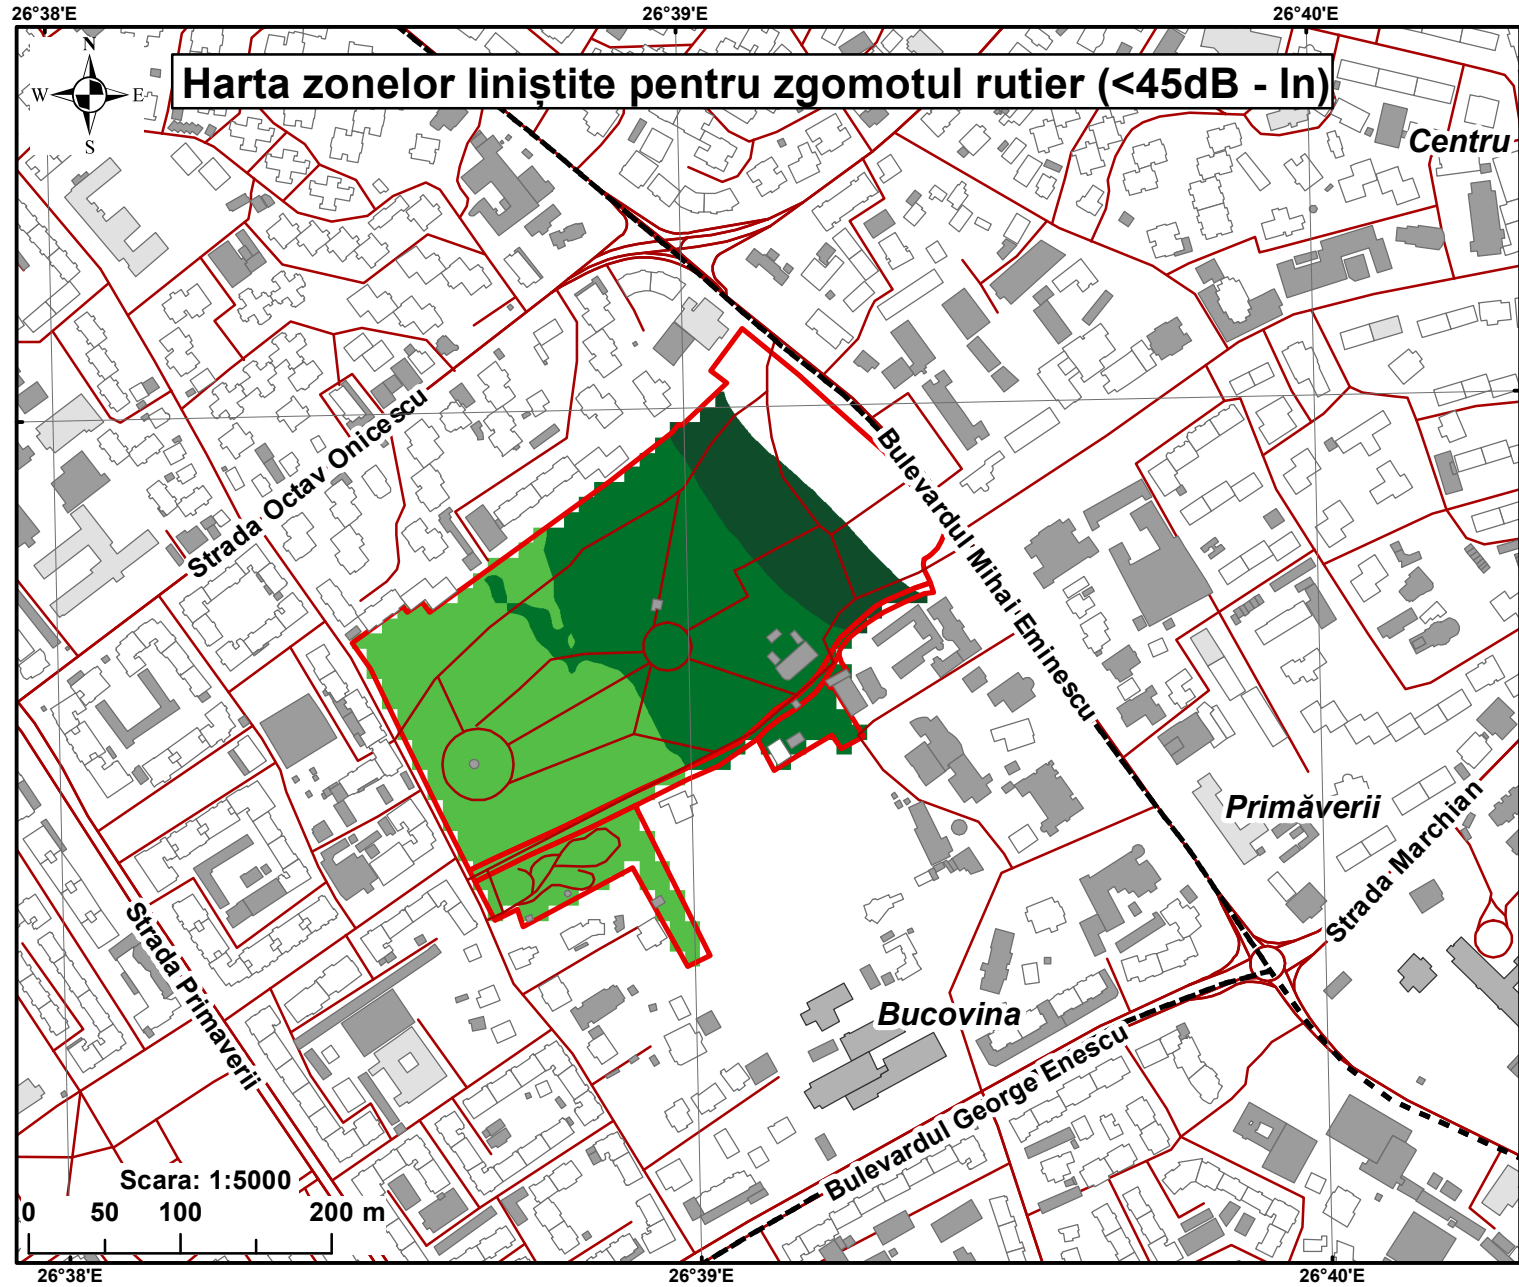 26°38'E
26°39'E
26°40'E
N
W
E
S
Harta zonelor liniștite pentru zgomotul rutier (<45dB - ln)
Centru
Strada Octav Onicescu
Bulevardul Mihai Eminescu
Primăverii
Strada Marchian
Strada Primaverii
Bucovina
Bulevardul George Enescu
Scara: 1:5000
0 50 100 200 m
26°38'E
26°39'E
26°40'E